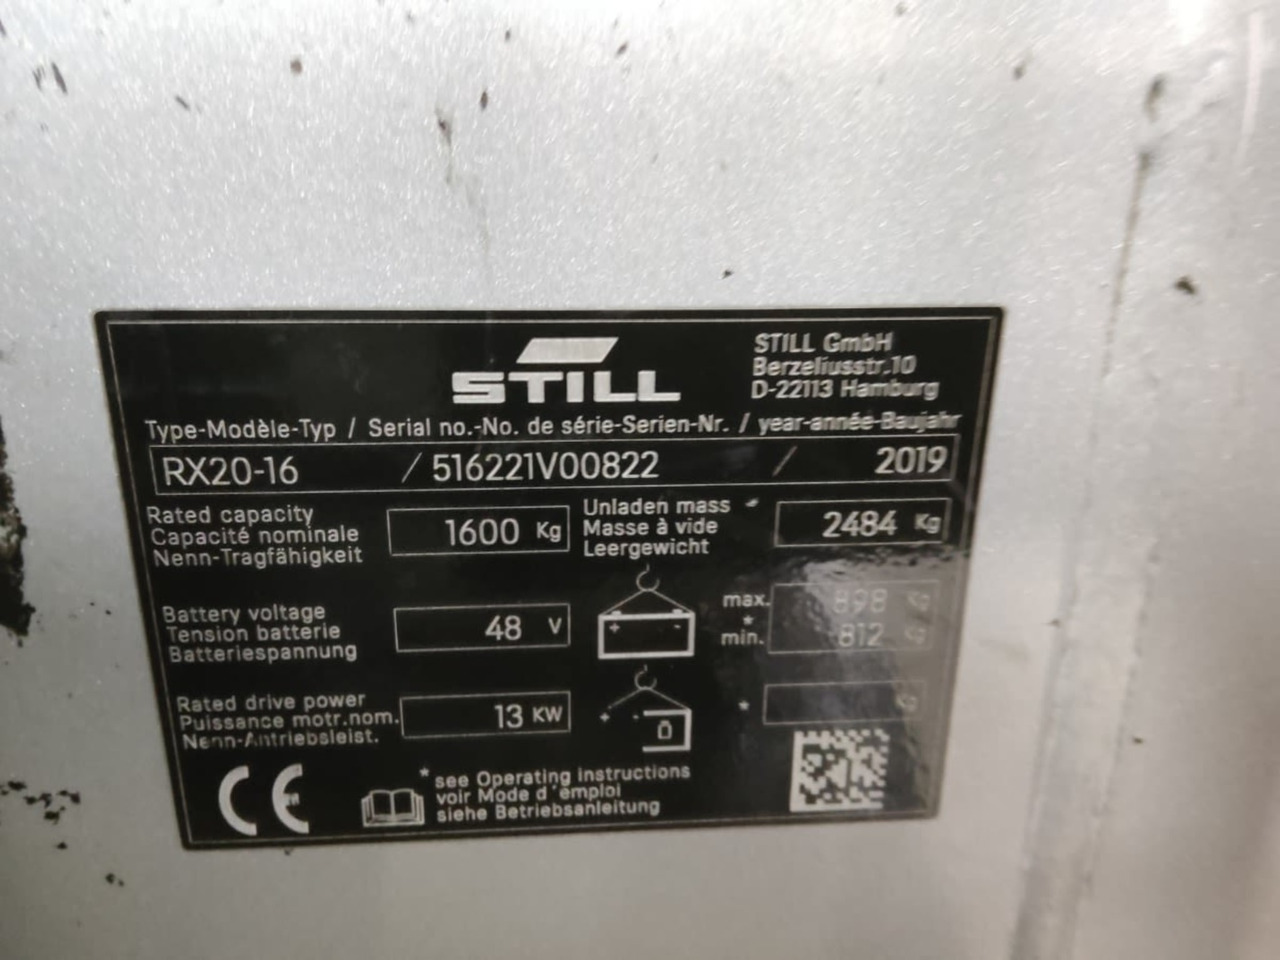 STILL
STILL GmbH
Berzeliusstr.10
D-22113 Hamburg
Type-Modèle-Typ / Serial no.-No. de série-Serien-Nr. / year-année-Baujahr
RX20-16 / 516221V00822 / 2019
Rated capacity
Capacité nominale
Nenn-Tragfähigkeit
1600 Kg
Unladen mass *
Masse à vide
Leergewicht
2484 Kg
Battery voltage
Tension batterie
Batteriespannung
48 V
+ -
max. 898 Kg
*
min. 812 Kg
Rated drive power
Puissance motr.nom.
Nenn-Antriebsleist.
13 KW
+ -
* Kg
CE
* see Operating instructions
voir Mode d'emploi
siehe Betriebsanleitung